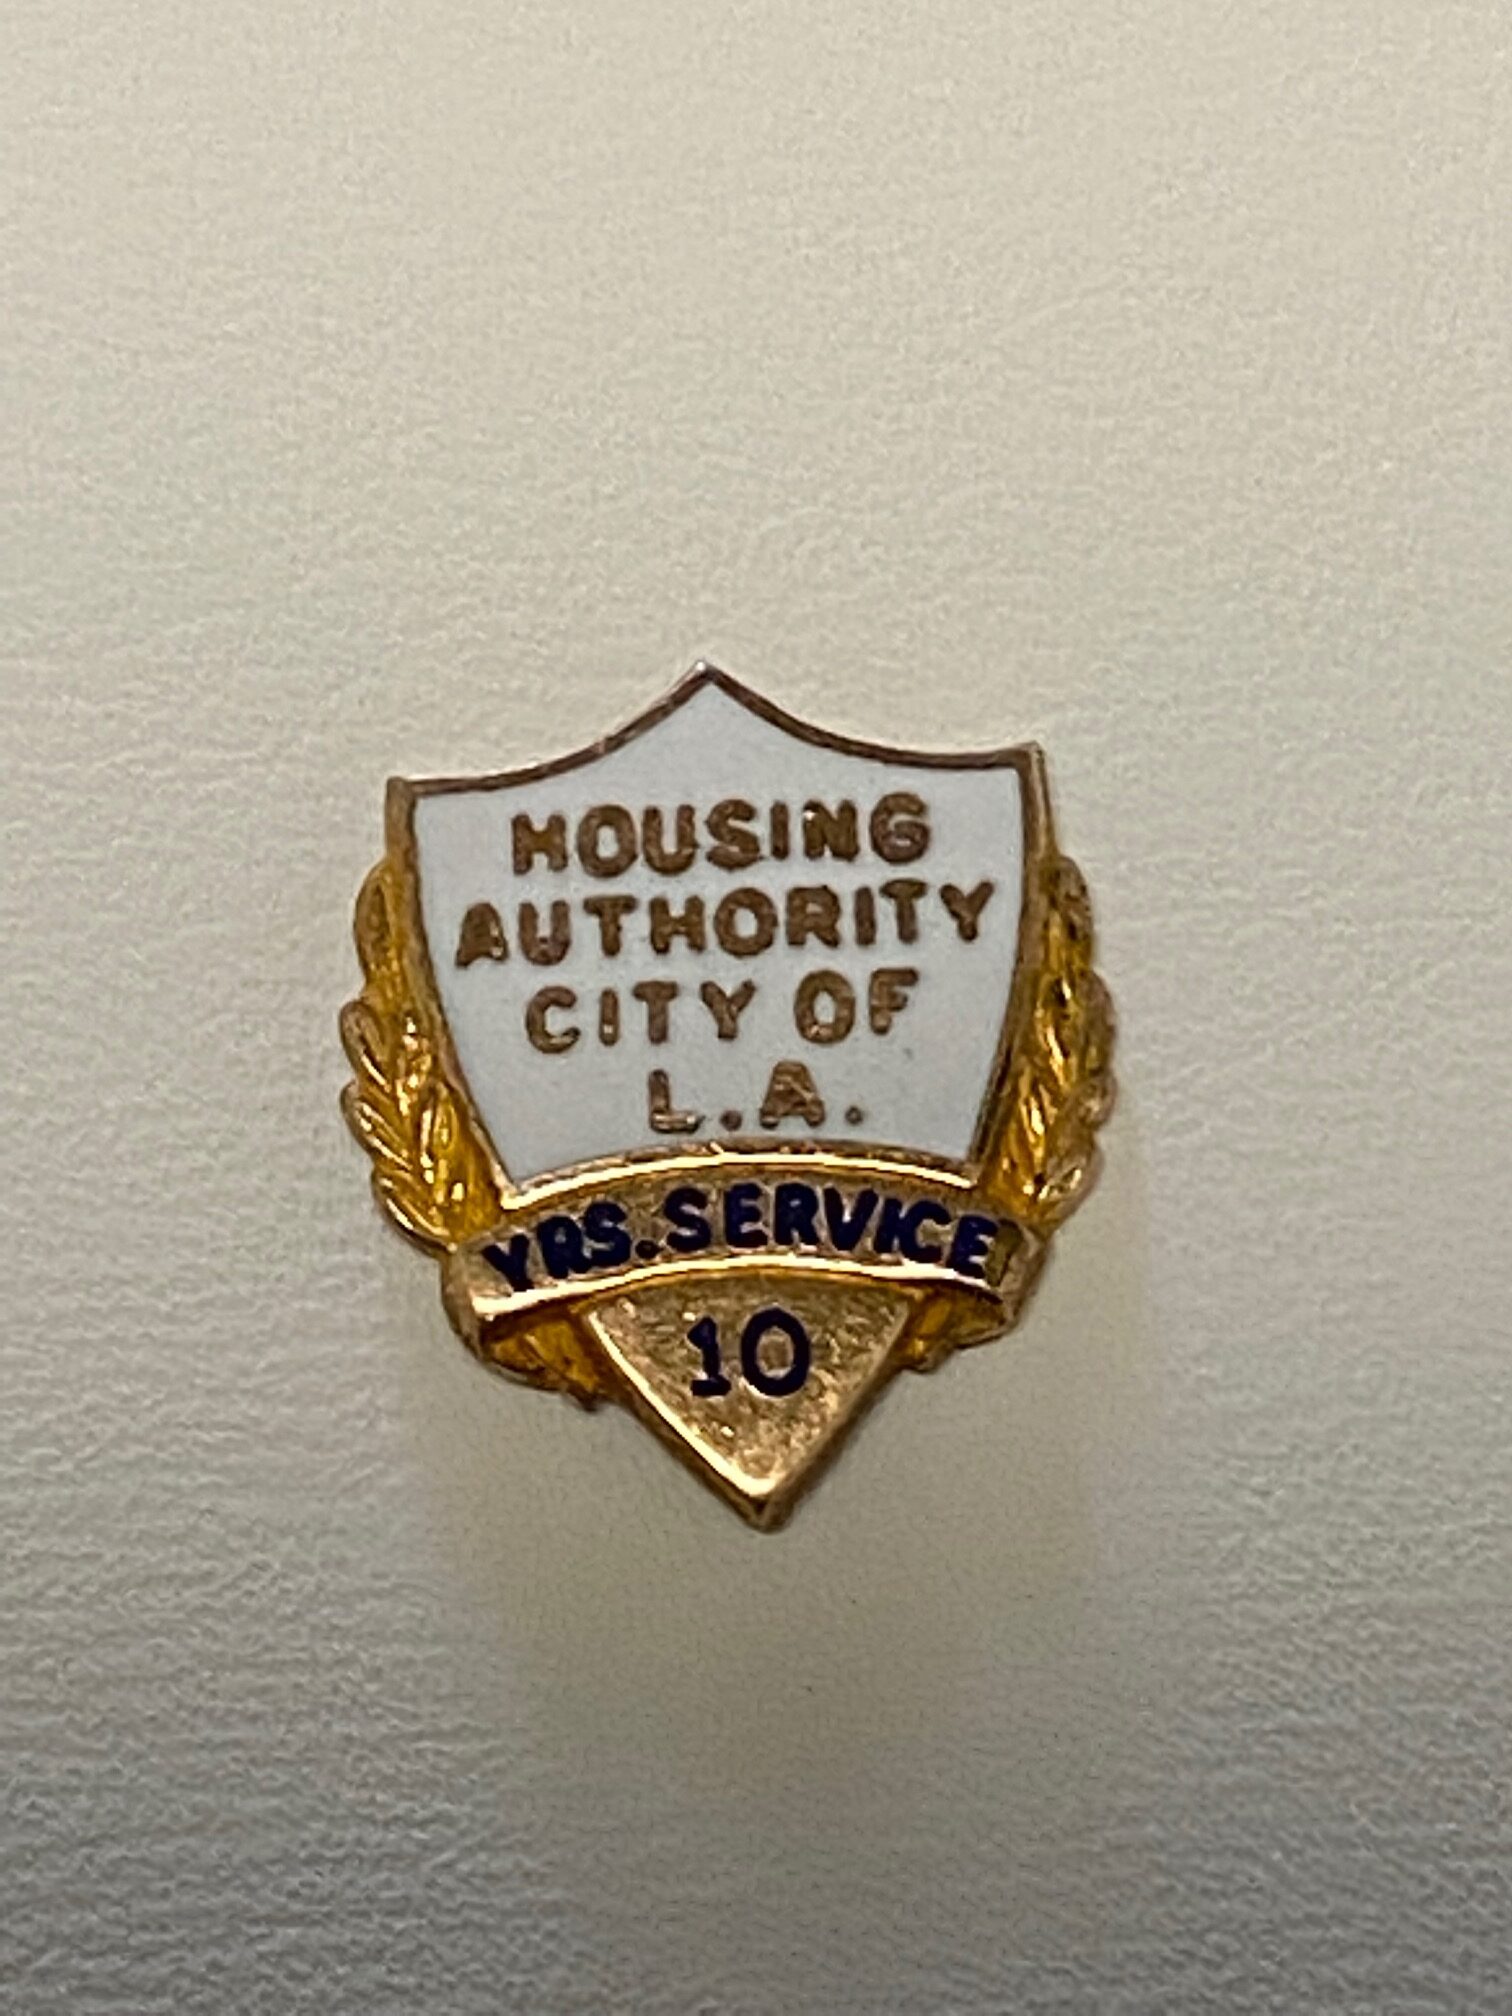 HOUSING
AUTHORITY
CITY OF
L.A.
YRS. SERVICE
10